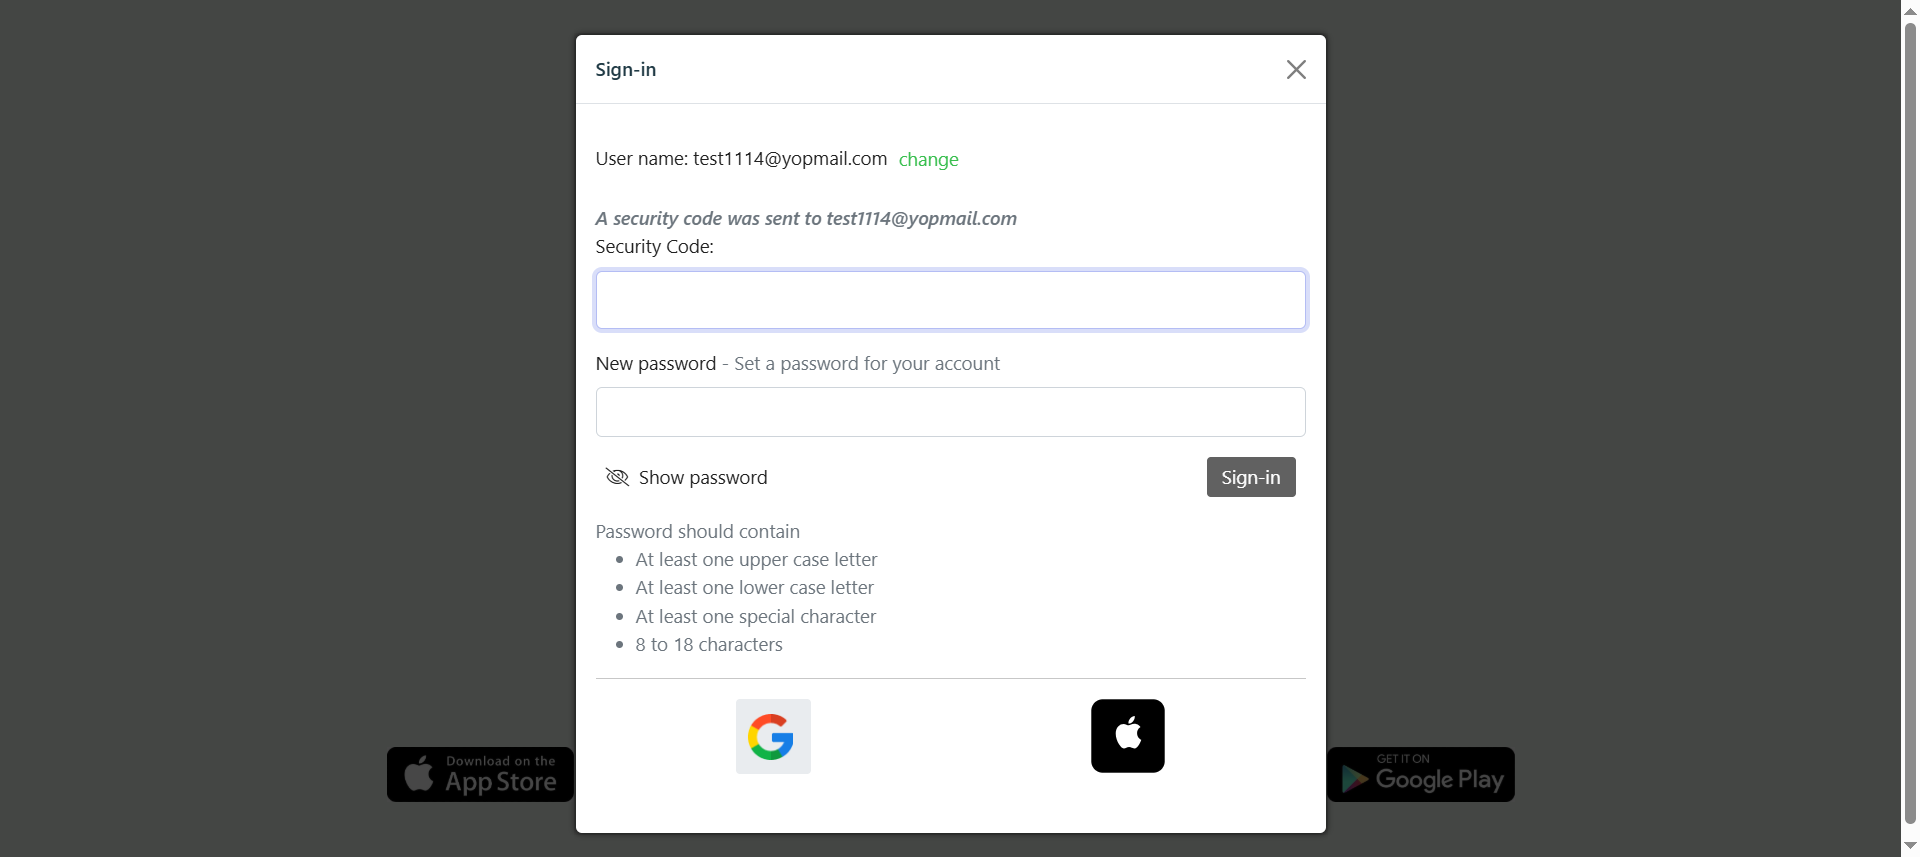 Sign-in
User name: test1114@yopmail.com change
A security code was sent to test1114@yopmail.com
Security Code:
New password - Set a password for your account
Show password
Sign-in
Password should contain
At least one upper case letter
At least one lower case letter
At least one special character
8 to 18 characters
Download on the
App Store
GET IT ON
Google Play